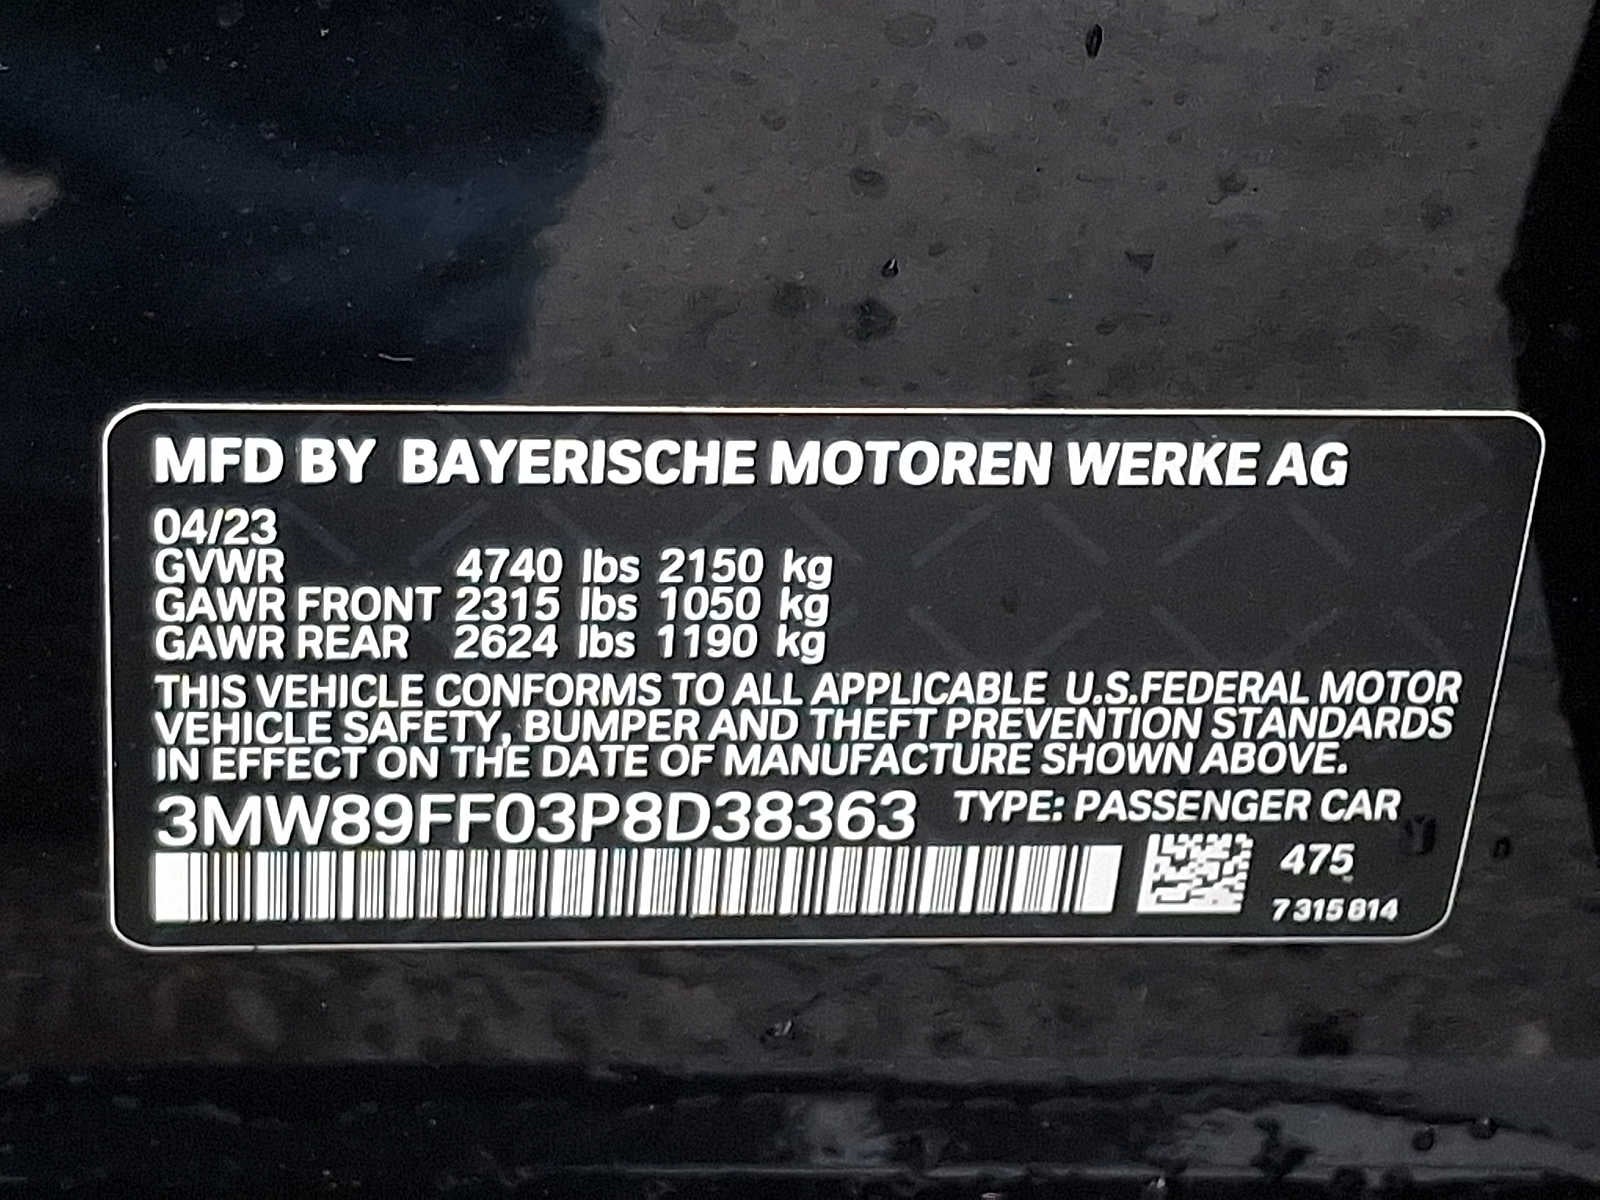 MFD BY BAYERISCHE MOTOREN WERKE AG
04/23
GVWR 4740 lbs 2150 kg
GAWR FRONT 2315 lbs 1050 kg
GAWR REAR 2624 lbs 1190 kg
THIS VEHICLE CONFORMS TO ALL APPLICABLE U.S.FEDERAL MOTOR
VEHICLE SAFETY, BUMPER AND THEFT PREVENTION STANDARDS
IN EFFECT ON THE DATE OF MANUFACTURE SHOWN ABOVE.
3MW89FF03P8D38363 TYPE: PASSENGER CAR
475
7 315 814